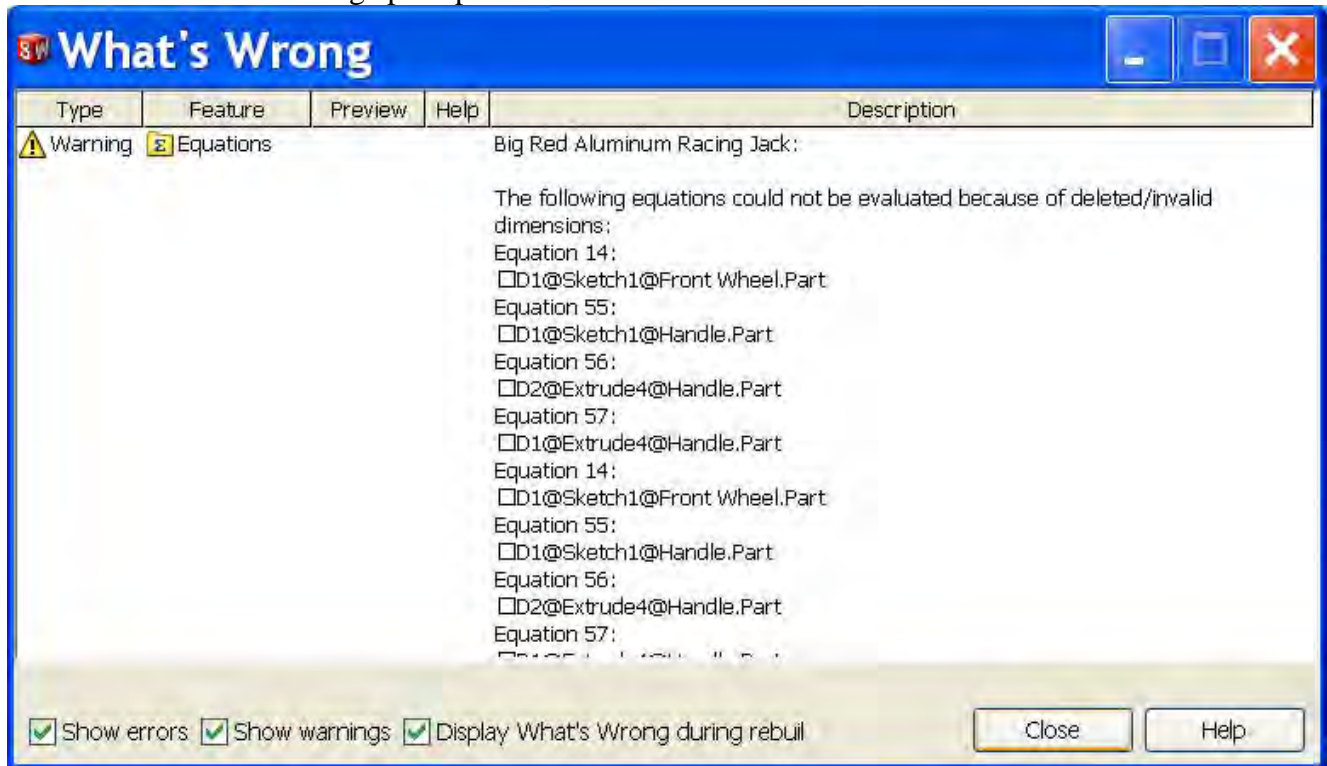 What's Wrong
Type Feature Preview Help Description
Warning Equations Big Red Aluminum Racing Jack:
The following equations could not be evaluated because of deleted/invalid
dimensions:
Equation 14:
☐D1@Sketch1@Front Wheel.Part
Equation 55:
☐D1@Sketch1@Handle.Part
Equation 56:
☐D2@Extrude4@Handle.Part
Equation 57:
☐D1@Extrude4@Handle.Part
Equation 14:
☐D1@Sketch1@Front Wheel.Part
Equation 55:
☐D1@Sketch1@Handle.Part
Equation 56:
☐D2@Extrude4@Handle.Part
Equation 57:
Show errors Show warnings Display What's Wrong during rebuil Close Help